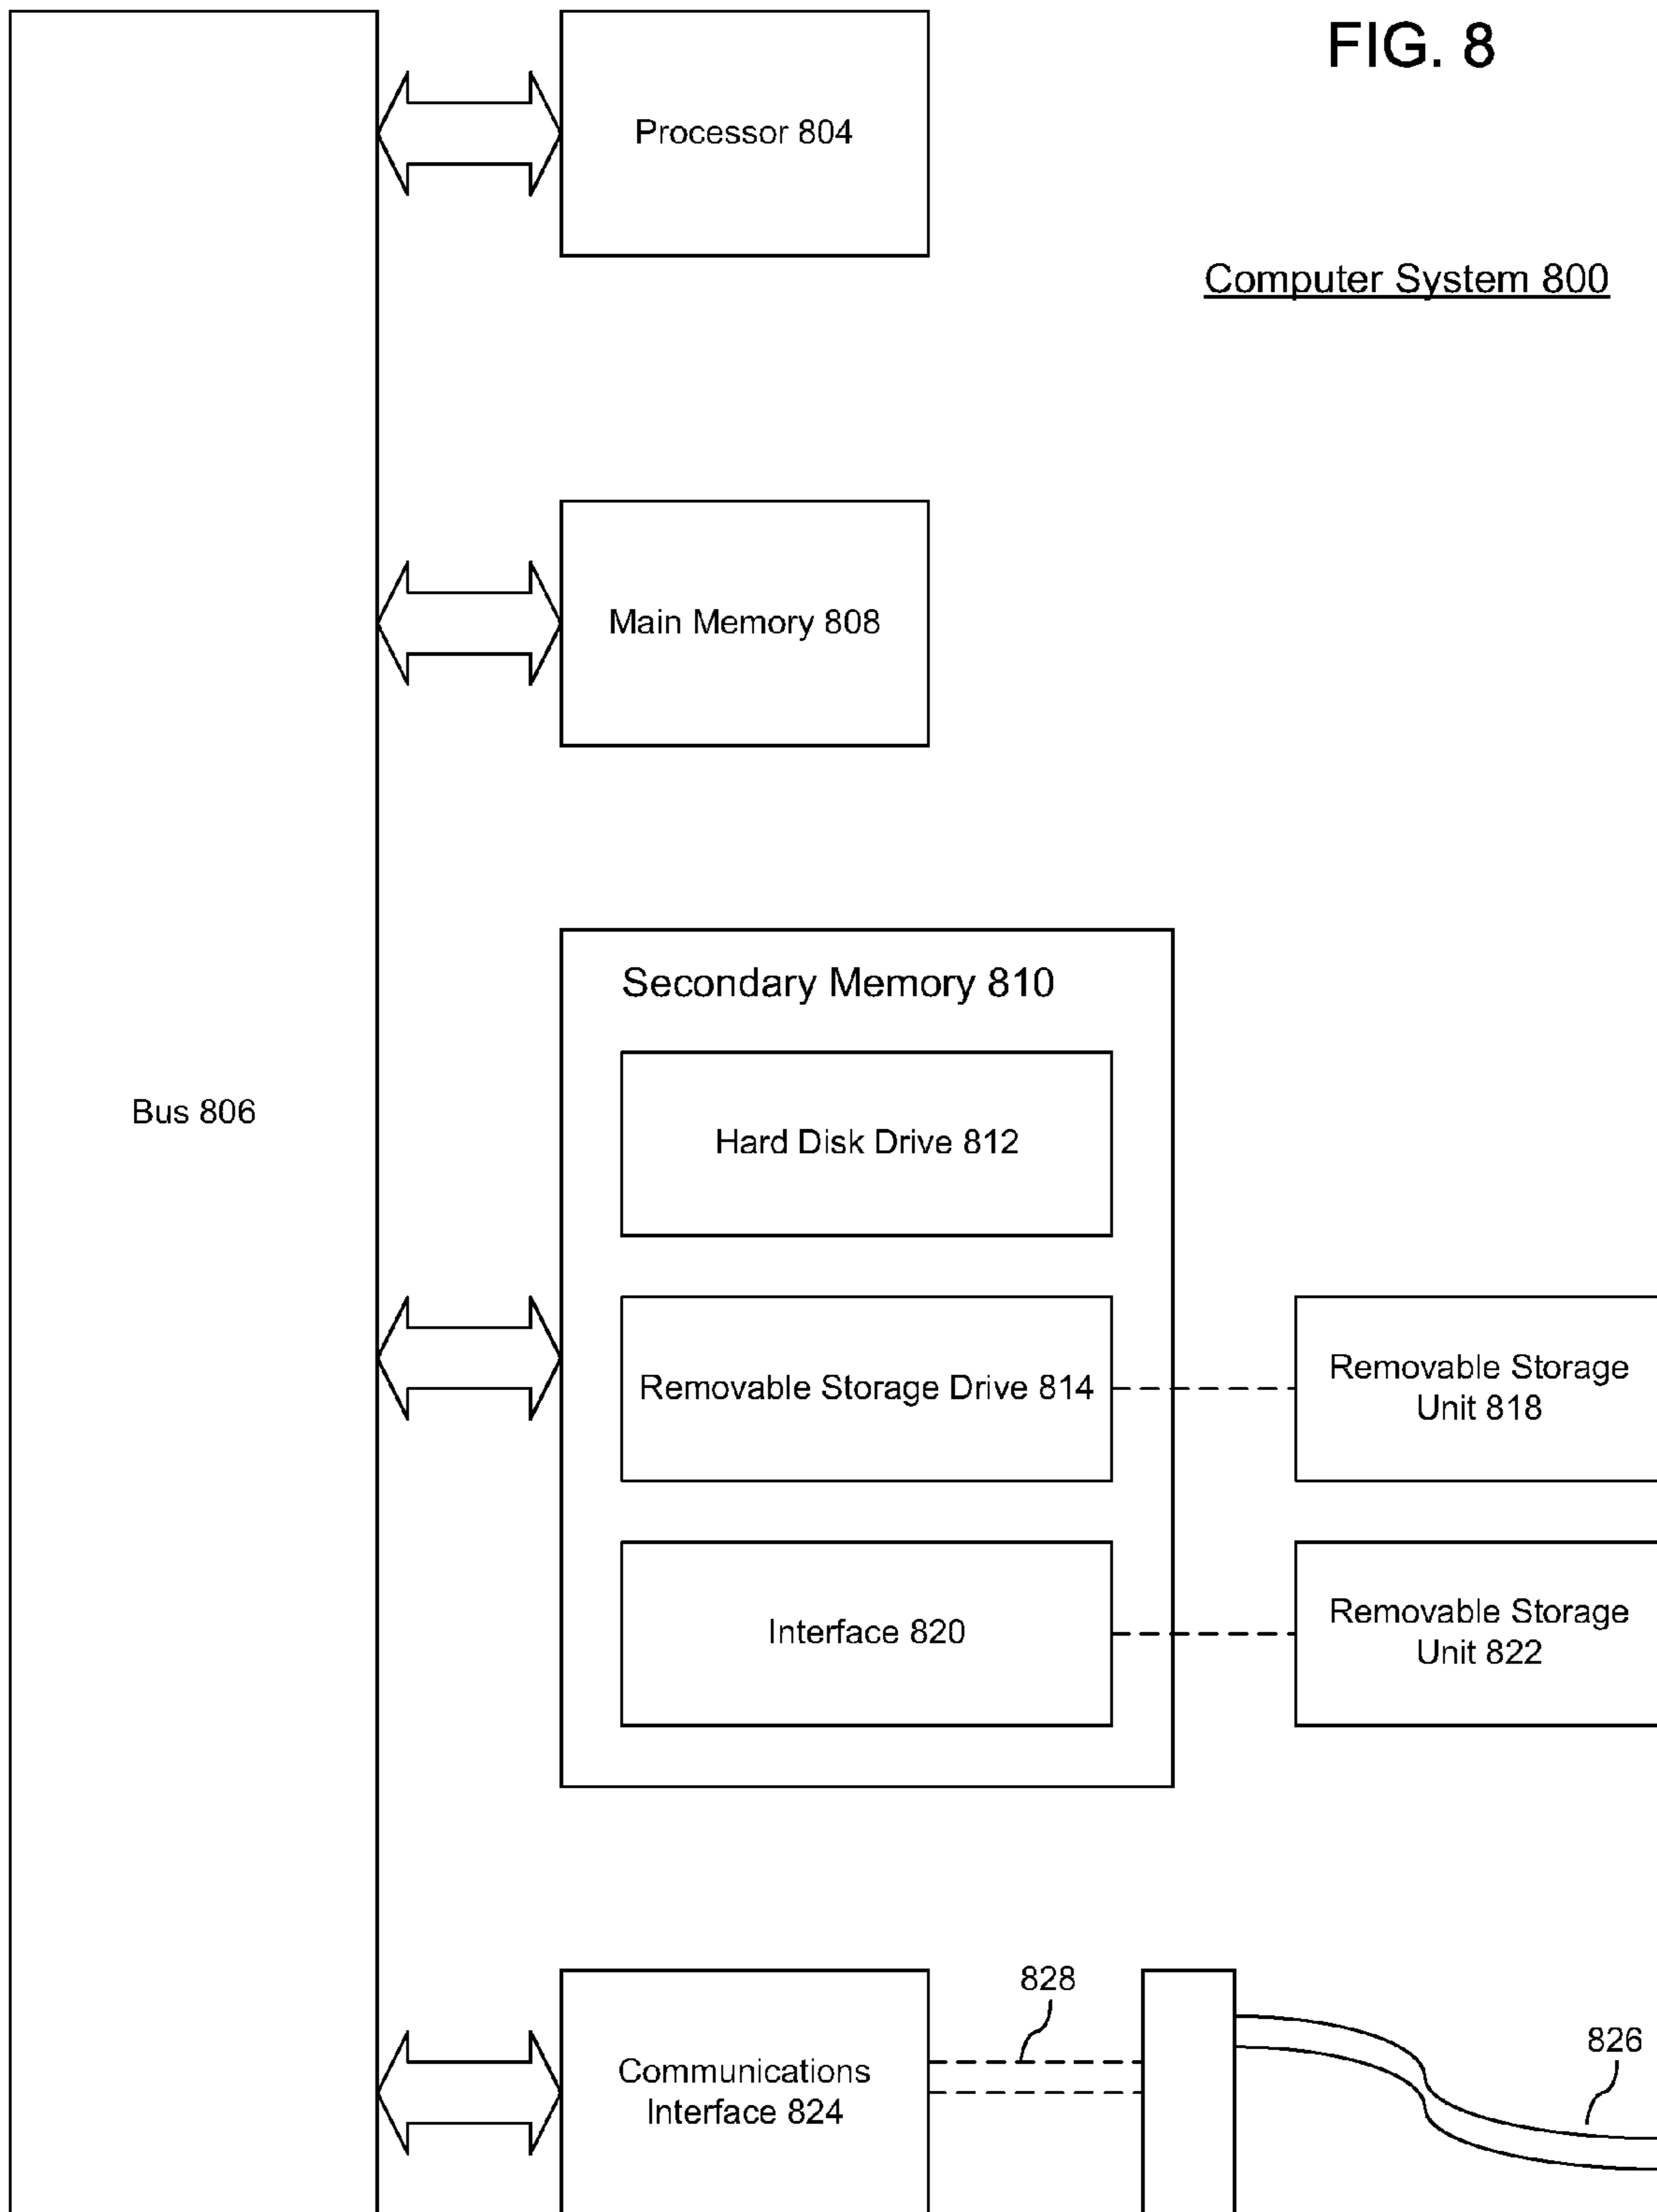 FIG. 8
Processor 804
Computer System 800
Main Memory 808
Secondary Memory 810
Bus 806
Hard Disk Drive 812
Removable Storage Drive 814
Removable Storage
Unit 818
Interface 820
Removable Storage
Unit 822
828
826
Communications
Interface 824